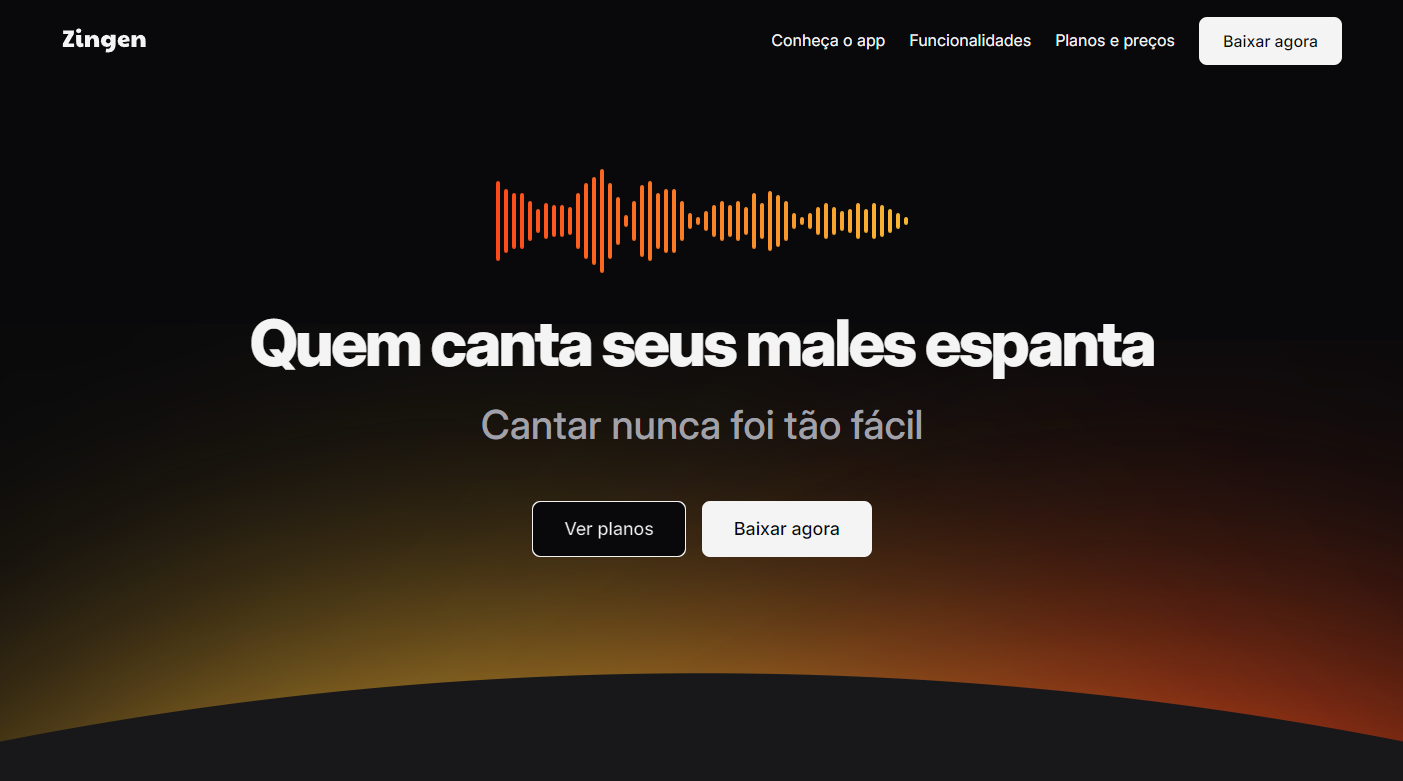 Zingen
Conheça o app
Funcionalidades
Planos e preços
Baixar agora
Quem canta seus males espanta
Cantar nunca foi tão fácil
Ver planos
Baixar agora